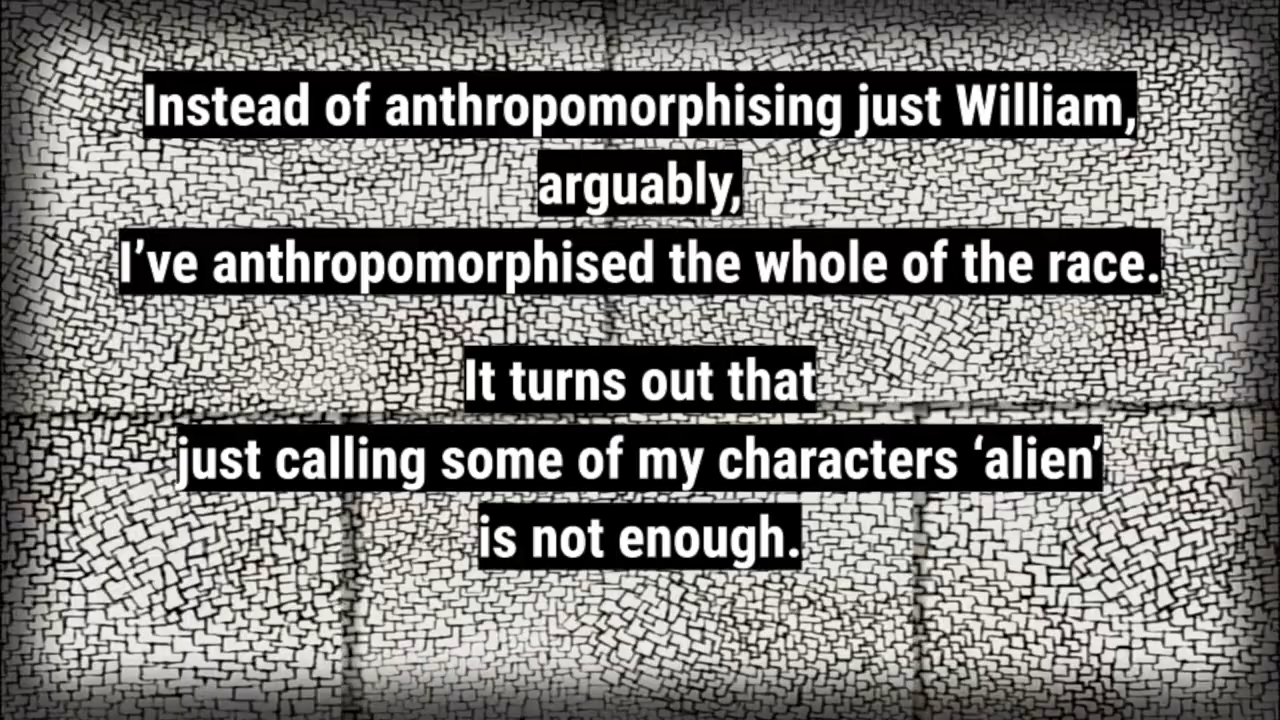 Instead of anthropomorphising just William,
arguably,
I’ve anthropomorphised the whole of the race.
It turns out that
just calling some of my characters ‘alien’
is not enough.